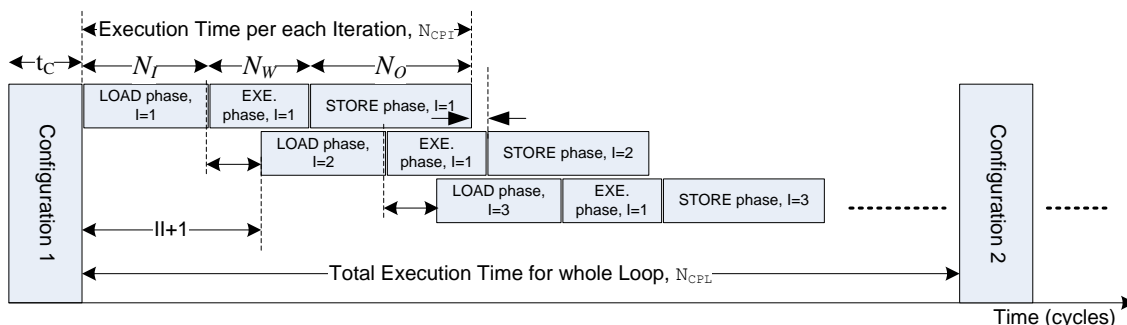 Execution Time per each Iteration, N_CPI
t_C
N_I
N_W
N_O
Configuration 1
LOAD phase,
I=1
EXE.
phase, I=1
STORE phase, I=1
LOAD phase,
I=2
EXE.
phase, I=1
STORE phase, I=2
LOAD phase,
I=3
EXE.
phase, I=1
STORE phase, I=3
Configuration 2
II+1
Total Execution Time for whole Loop, N_CPL
Time (cycles)